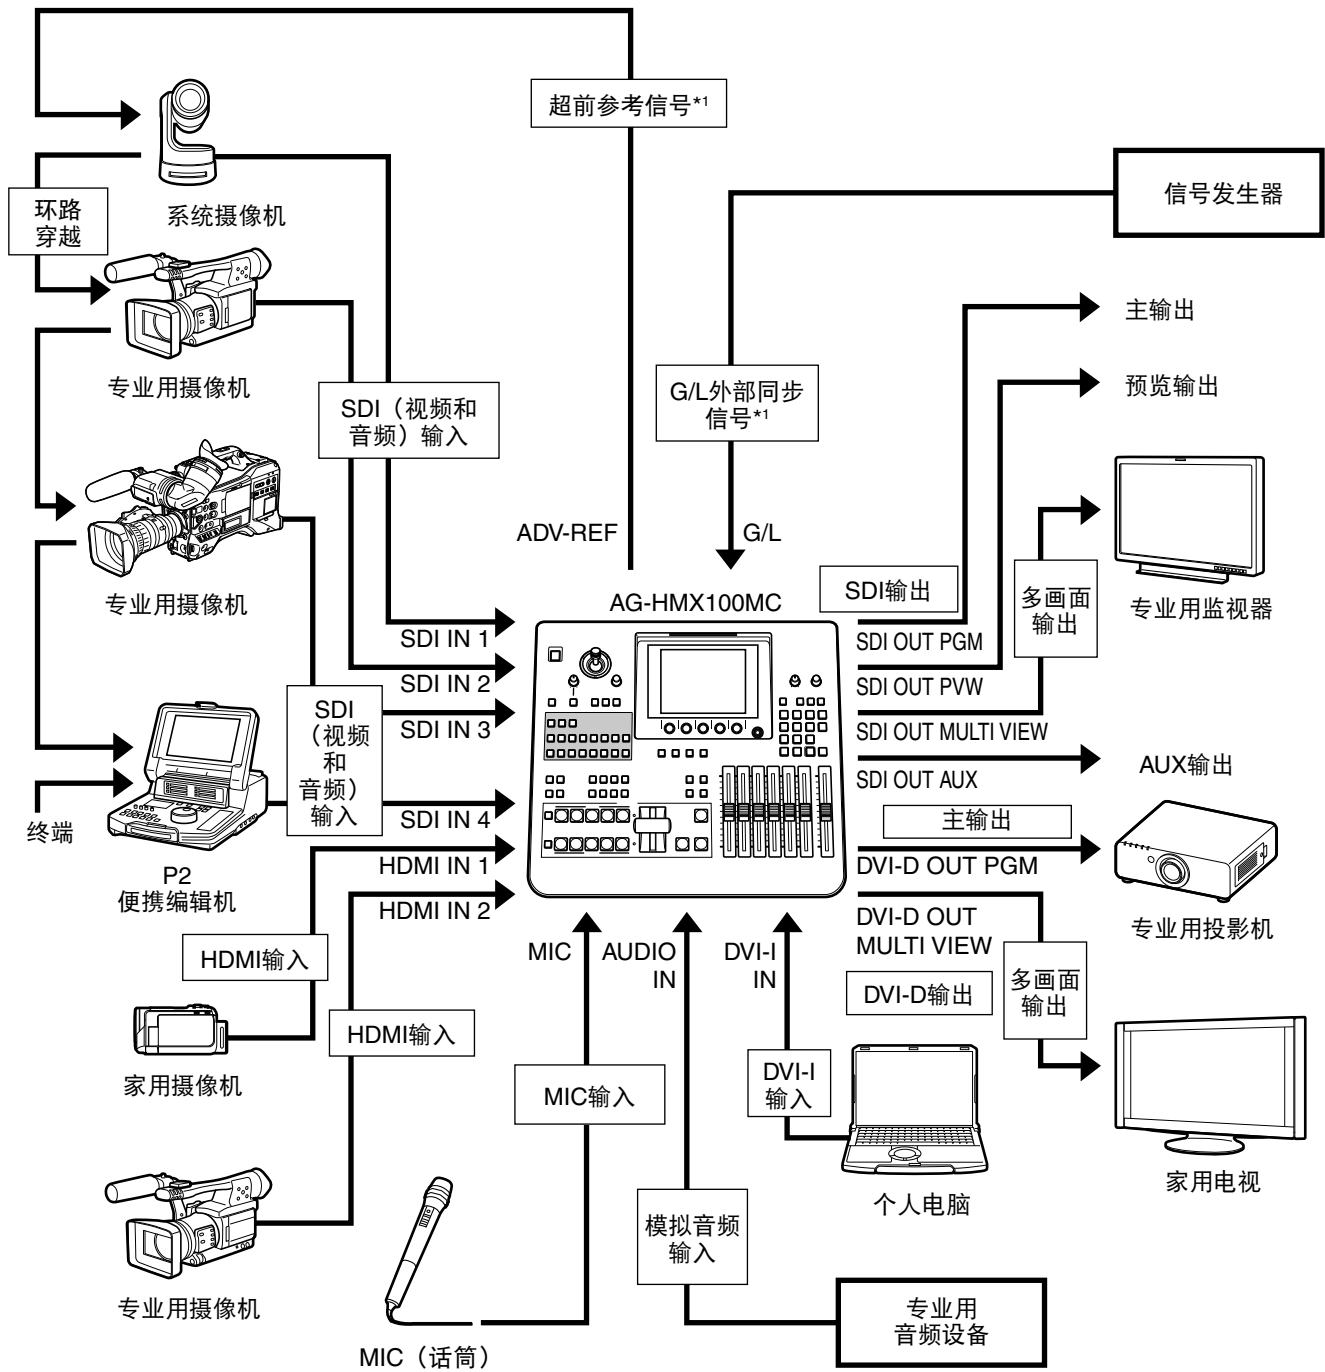 超前参考信号*1
信号发生器
环路
穿越
系统摄像机
主输出
专业用摄像机
SDI（视频和
音频）输入
G/L外部同步
信号*1
预览输出
ADV-REF
G/L
AG-HMX100MC
SDI输出
多画面
输出
专业用监视器
专业用摄像机
SDI IN 1
SDI OUT PGM
SDI IN 2
SDI OUT PVW
SDI
（视频
和
音频）
输入
SDI IN 3
SDI OUT MULTI VIEW
AUX输出
SDI OUT AUX
终端
SDI IN 4
主输出
P2
便携编辑机
HDMI IN 1
DVI-D OUT PGM
HDMI IN 2
DVI-D OUT
MULTI VIEW
专业用投影机
HDMI输入
MIC
AUDIO
IN
DVI-I
IN
DVI-D输出
多画面
输出
HDMI输入
家用摄像机
MIC输入
DVI-I
输入
个人电脑
家用电视
模拟音频
输入
专业用摄像机
专业用
音频设备
MIC（话筒）